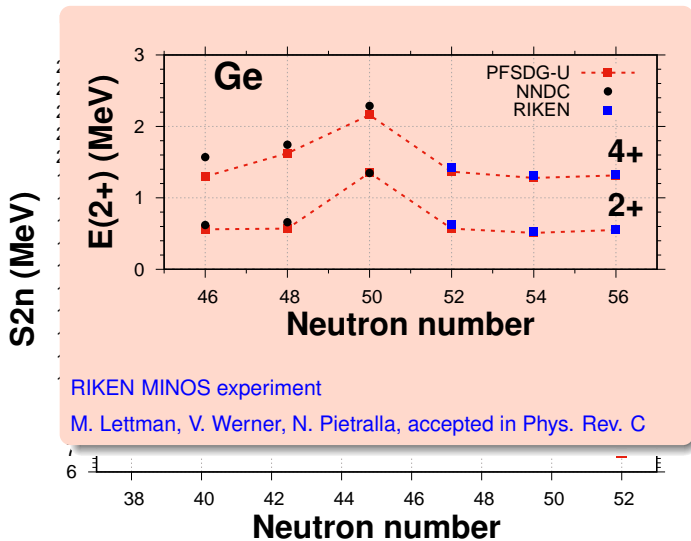 3
Ge
PFSDG-U
NNDC
RIKEN
2
4+
1
2+
0
E(2+) (MeV)
46 48 50 52 54 56
Neutron number
S2n (MeV)
RIKEN MINOS experiment
M. Lettman, V. Werner, N. Pietralla, accepted in Phys. Rev. C
6
38 40 42 44 46 48 50 52
Neutron number